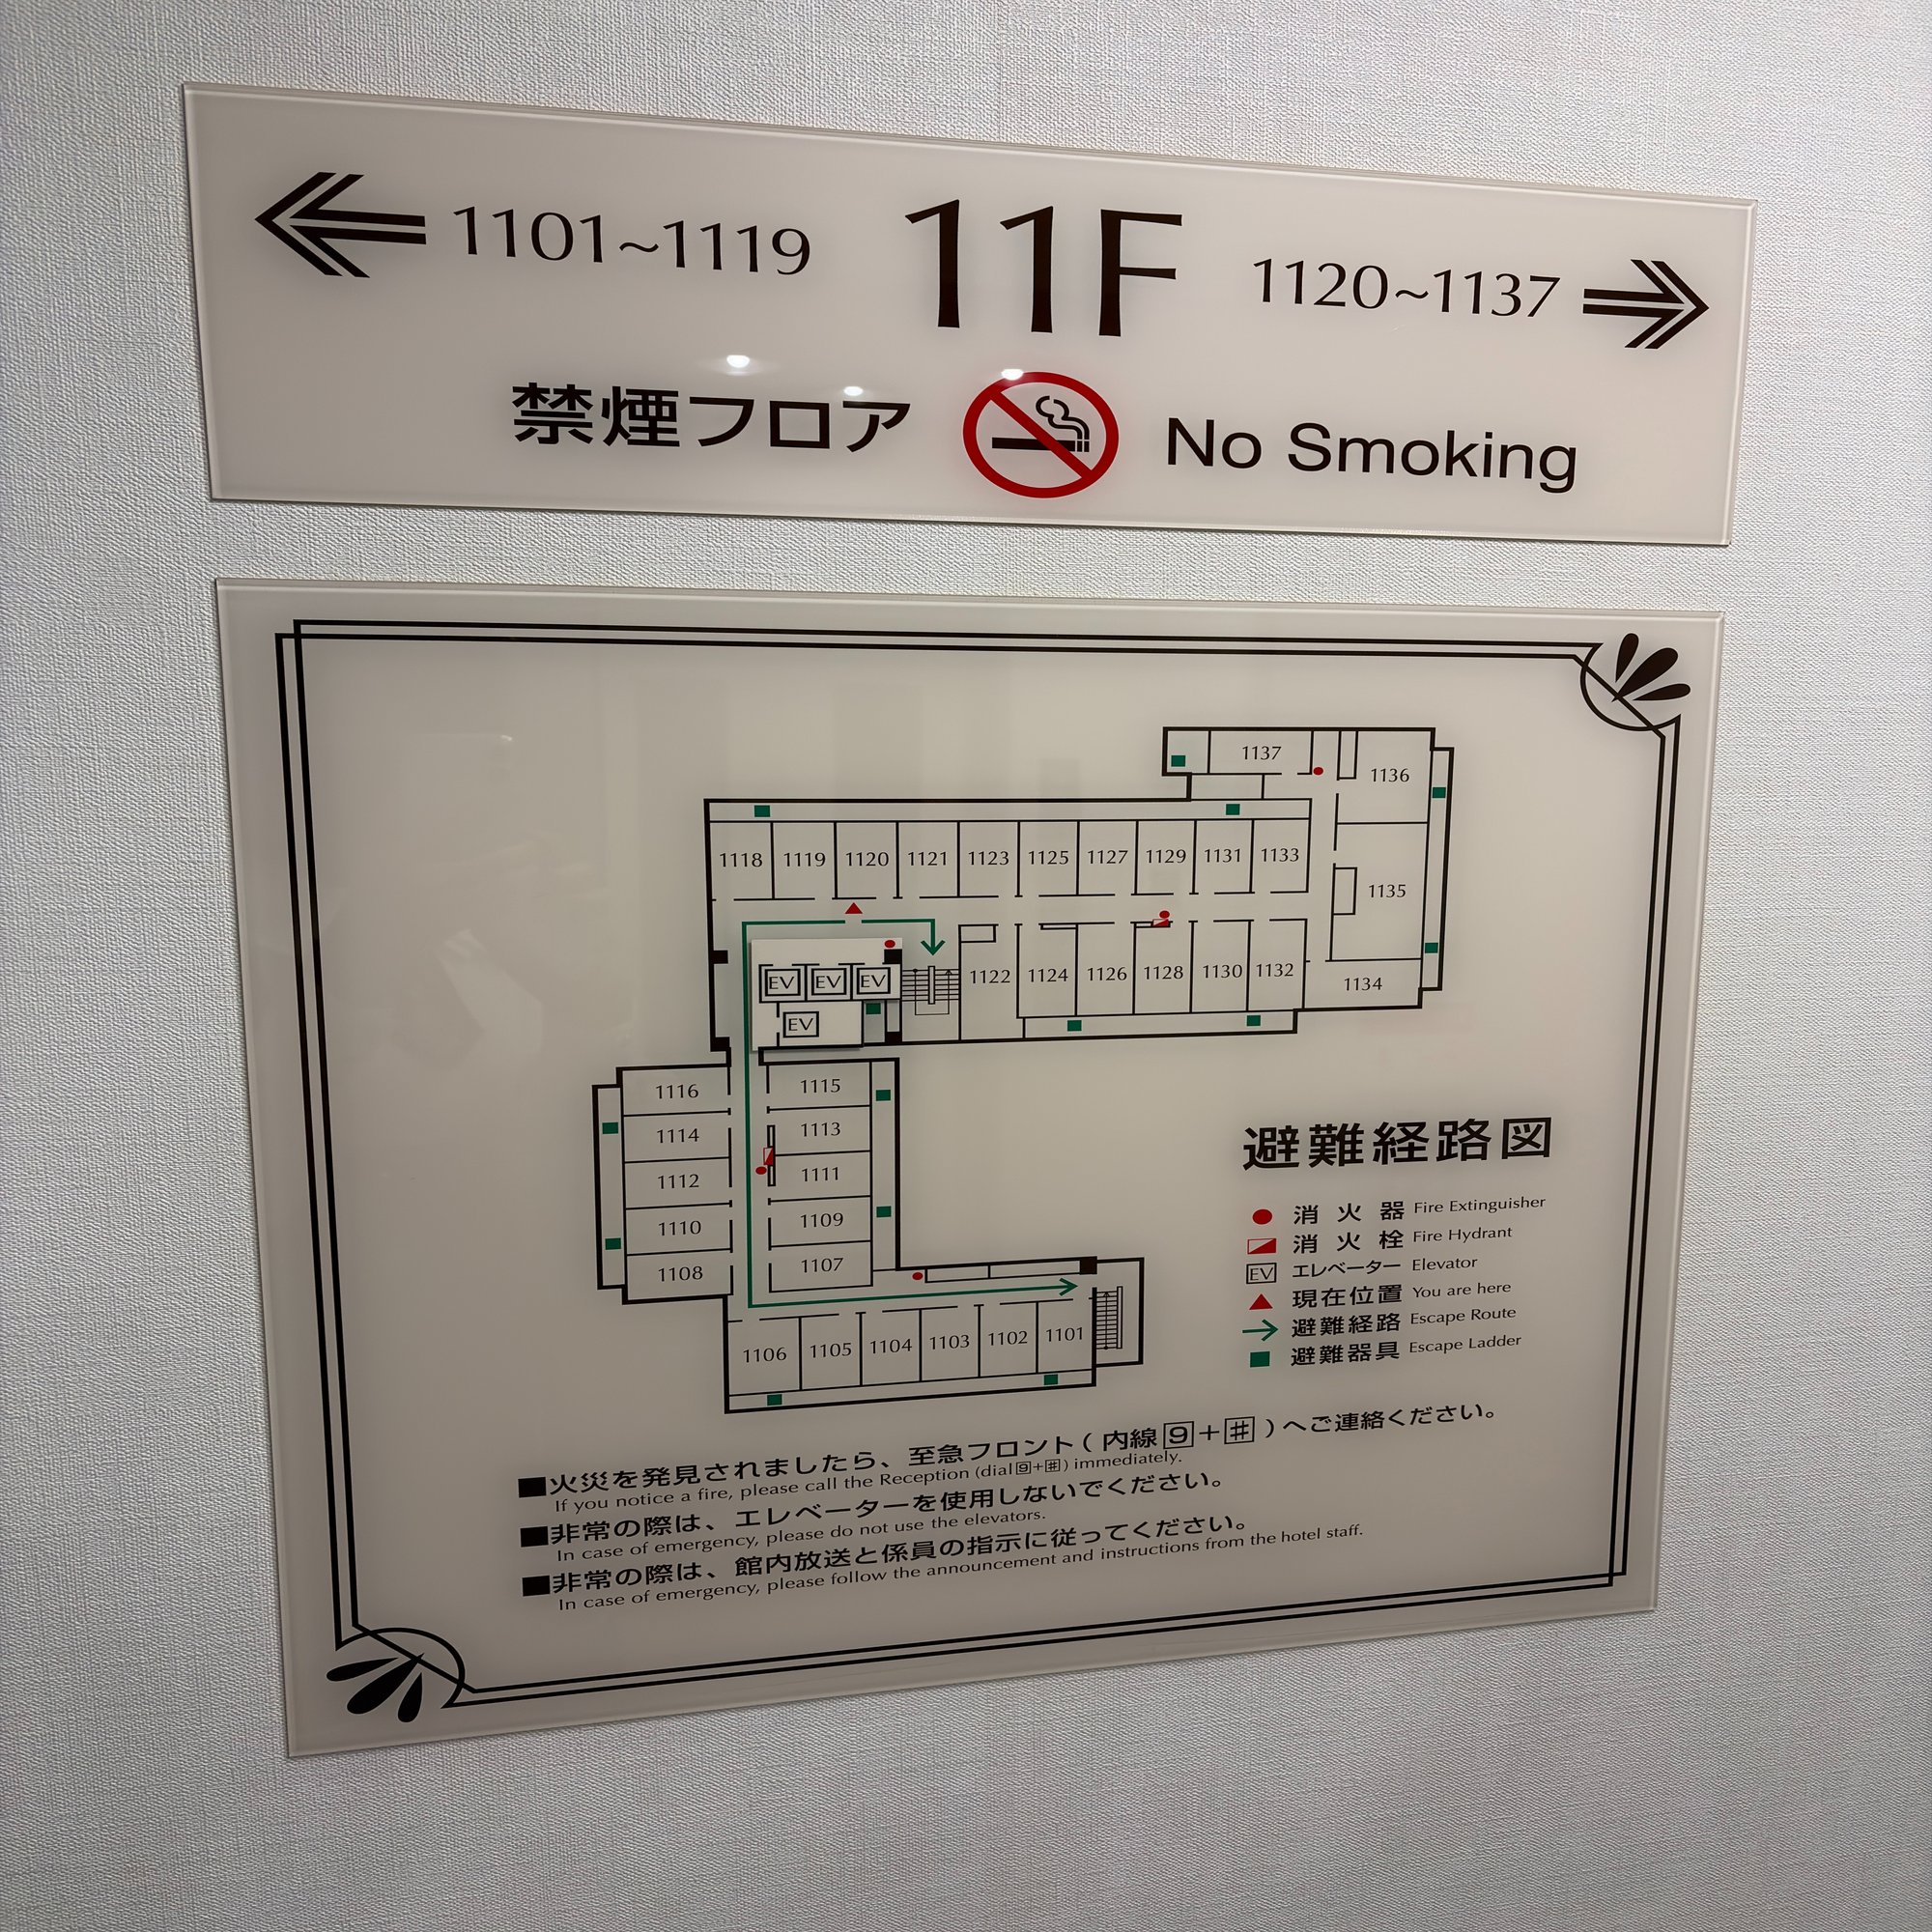 1101~1119 11F 1120~1137
禁煙フロア No Smoking
1137
1136
1118 1119 1120 1121 1123 1125 1127 1129 1131 1133
1135
EV EV EV 1122 1124 1126 1128 1130 1132 1134
EV
1116 1115
1114 1113
1112 1111
1110 1109
1108 1107
1106 1105 1104 1103 1102 1101
避難経路図
消火器 Fire Extinguisher
消火栓 Fire Hydrant
EV エレベーター Elevator
現在位置 You are here
避難経路 Escape Route
避難器具 Escape Ladder
■火災を発見されましたら、至急フロント(内線9+#)へご連絡ください。
If you notice a fire, please call the Reception (dial9+#) immediately.
■非常の際は、エレベーターを使用しないでください。
In case of emergency, please do not use the elevators.
■非常の際は、館内放送と係員の指示に従ってください。
In case of emergency, please follow the announcement and instructions from the hotel staff.